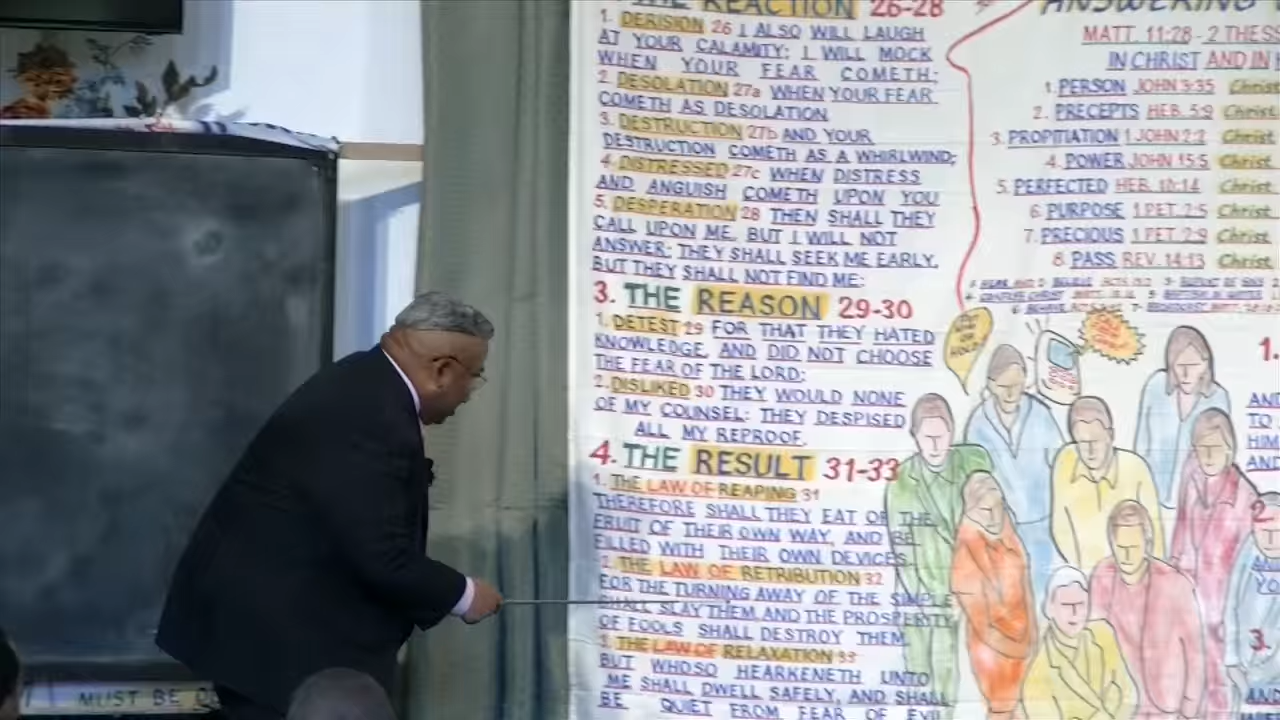 THE REACTION 26-28
1. DERISION 26 I ALSO WILL LAUGH
AT YOUR CALAMITY; I WILL MOCK
WHEN YOUR FEAR COMETH;
2. DESOLATION 27a WHEN YOUR FEAR
COMETH AS DESOLATION
3. DESTRUCTION 27b AND YOUR
DESTRUCTION COMETH AS A WHIRLWIND;
4. DISTRESSED 27c WHEN DISTRESS
AND ANGUISH COMETH UPON YOU
5. DESPERATION 28 THEN SHALL THEY
CALL UPON ME, BUT I WILL NOT
ANSWER; THEY SHALL SEEK ME EARLY,
BUT THEY SHALL NOT FIND ME:
3. THE REASON 29-30
1. DETEST 29 FOR THAT THEY HATED
KNOWLEDGE, AND DID NOT CHOOSE
THE FEAR OF THE LORD:
2. DISLIKED 30 THEY WOULD NONE
OF MY COUNSEL: THEY DESPISED
ALL MY REPROOF.
4. THE RESULT 31-33
1. THE LAW OF REAPING 31
THEREFORE SHALL THEY EAT OF THE
FRUIT OF THEIR OWN WAY, AND BE
FILLED WITH THEIR OWN DEVICES
2. THE LAW OF RETRIBUTION 32
FOR THE TURNING AWAY OF THE SIMPLE
SHALL SLAY THEM, AND THE PROSPERITY
OF FOOLS SHALL DESTROY THEM
3. THE LAW OF RELAXATION 33
BUT WHOSO HEARKENETH UNTO
ME SHALL DWELL SAFELY, AND SHALL
BE QUIET FROM FEAR OF EVIL
ANSWERING
MATT. 11:28 - 2 THESS
IN CHRIST AND IN
1. PERSON JOHN 3:35 Christ
2. PRECEPTS HEB. 5:9 Christ
3. PROPITIATION 1 JOHN 2:2 Christ
4. POWER JOHN 15:5 Christ
5. PERFECTED HEB. 10:14 Christ
6. PURPOSE 1 PET. 2:5 Christ
7. PRECIOUS 1 PET. 2:9 Christ
8. PASS REV. 14:13 Christ
1.
AND
TO
HIM
AND
2.
YO
3.
AND
MUST BE